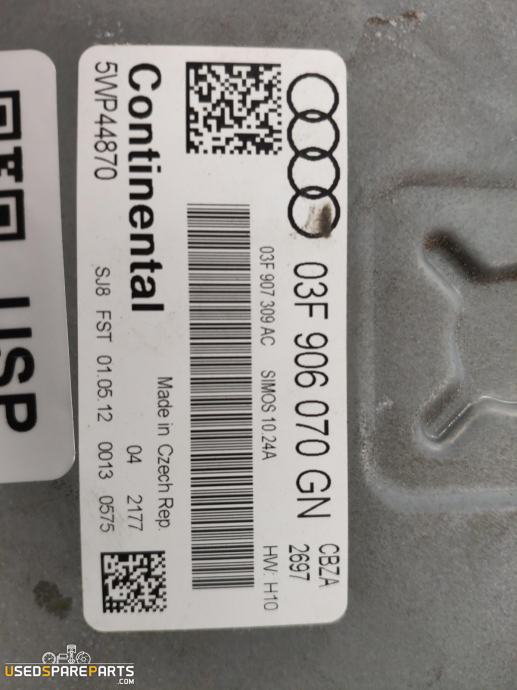 03F 906 070 GN
CBZA
2697
03F 907 309 AC SIMOS 10.24A HW: H10
Made in Czech Rep.
04 2177
Continental
5WP44870 SJ8 FST 01.05.12 0013 0575
USP
USEDSPAREPARTS
.COM